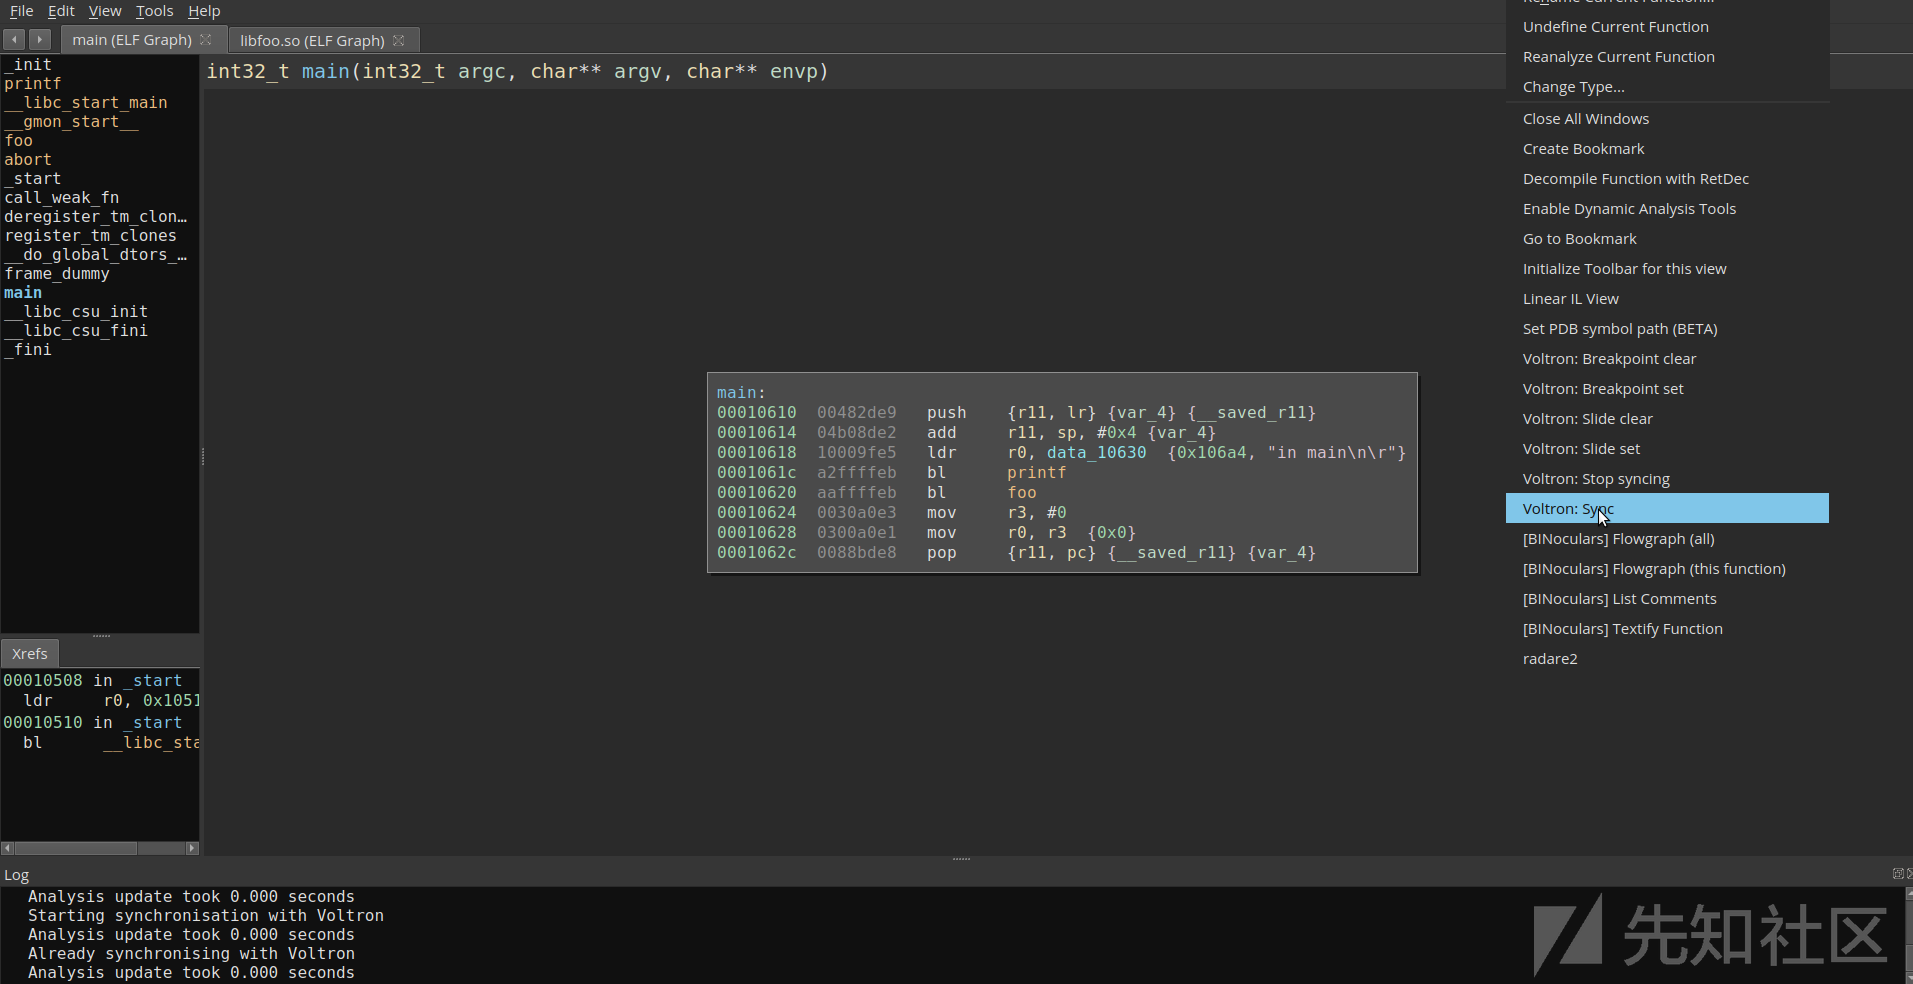 File Edit View Tools Help
main (ELF Graph) libfoo.so (ELF Graph)
_init
printf
__libc_start_main
__gmon_start__
foo
abort
_start
call_weak_fn
deregister_tm_clon…
register_tm_clones
__do_global_dtors_…
frame_dummy
main
__libc_csu_init
__libc_csu_fini
_fini
Xrefs
00010508 in _start
ldr r0, 0x1051
00010510 in _start
bl __libc_sta
int32_t main(int32_t argc, char** argv, char** envp)
main:
00010610 00482de9 push {r11, lr} {var_4} {__saved_r11}
00010614 04b08de2 add r11, sp, #0x4 {var_4}
00010618 10009fe5 ldr r0, data_10630 {0x106a4, "in main\n\r"}
0001061c a2ffffeb bl printf
00010620 aaffffeb bl foo
00010624 0030a0e3 mov r3, #0
00010628 0300a0e1 mov r0, r3 {0x0}
0001062c 0088bde8 pop {r11, pc} {__saved_r11} {var_4}
Rename Current Function...
Undefine Current Function
Reanalyze Current Function
Change Type...
Close All Windows
Create Bookmark
Decompile Function with RetDec
Enable Dynamic Analysis Tools
Go to Bookmark
Initialize Toolbar for this view
Linear IL View
Set PDB symbol path (BETA)
Voltron: Breakpoint clear
Voltron: Breakpoint set
Voltron: Slide clear
Voltron: Slide set
Voltron: Stop syncing
Voltron: Sync
[BINoculars] Flowgraph (all)
[BINoculars] Flowgraph (this function)
[BINoculars] List Comments
[BINoculars] Textify Function
radare2
Log
Analysis update took 0.000 seconds
Starting synchronisation with Voltron
Analysis update took 0.000 seconds
Already synchronising with Voltron
Analysis update took 0.000 seconds
先知社区